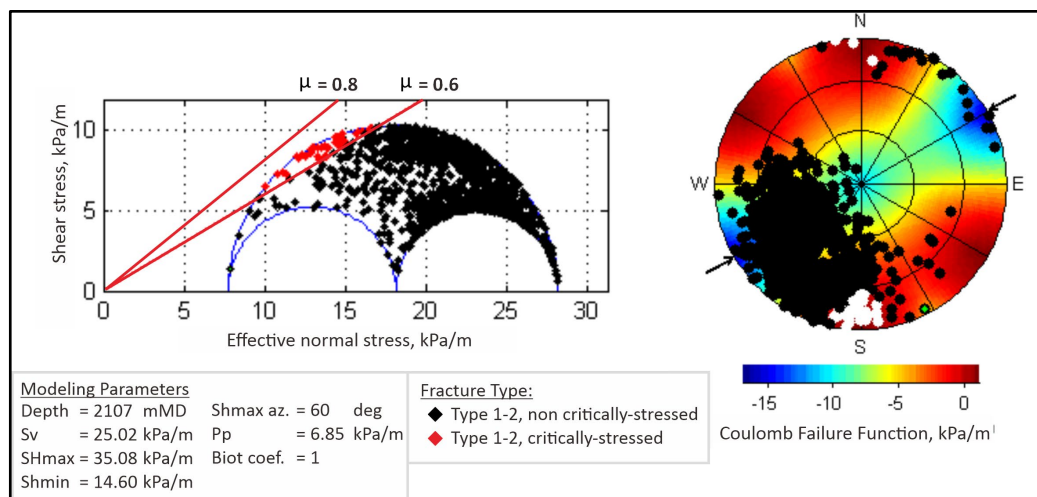 μ = 0.8 μ = 0.6
Shear stress, kPa/m
10
5
0
0 5 10 15 20 25 30
Effective normal stress, kPa/m
N
W E
S
-15 -10 -5 0
Coulomb Failure Function, kPa/m
Modeling Parameters
Depth = 2107 mMD Shmax az. = 60 deg
Sv = 25.02 kPa/m Pp = 6.85 kPa/m
SHmax = 35.08 kPa/m Biot coef. = 1
Shmin = 14.60 kPa/m
Fracture Type:
Type 1-2, non critically-stressed
Type 1-2, critically-stressed